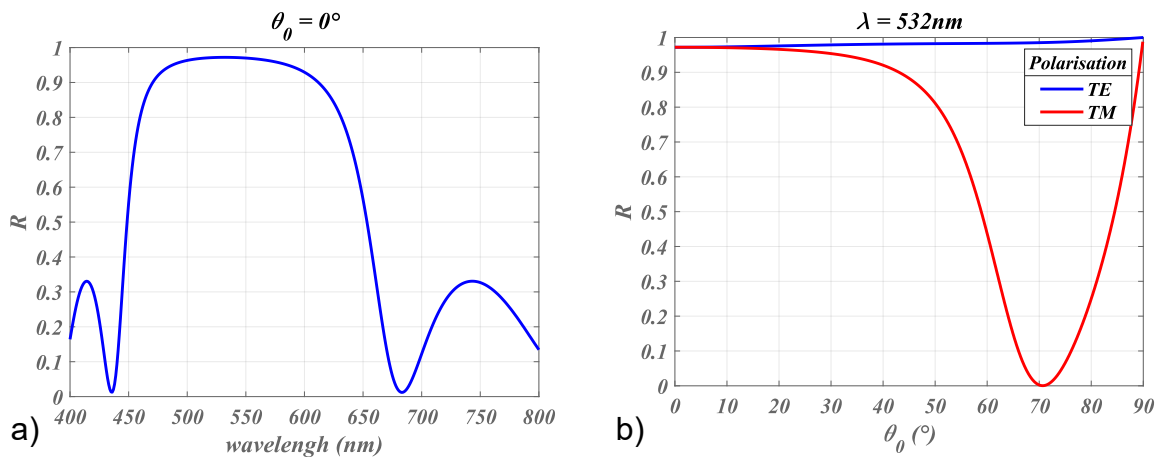 θ₀ = 0°
R
1
0.9
0.8
0.7
0.6
0.5
0.4
0.3
0.2
0.1
0
400 450 500 550 600 650 700 750 800
wavelengh (nm)
a)
λ = 532nm
R
1
0.9
0.8
0.7
0.6
0.5
0.4
0.3
0.2
0.1
0
Polarisation
TE
TM
0 10 20 30 40 50 60 70 80 90
θ₀ (°)
b)